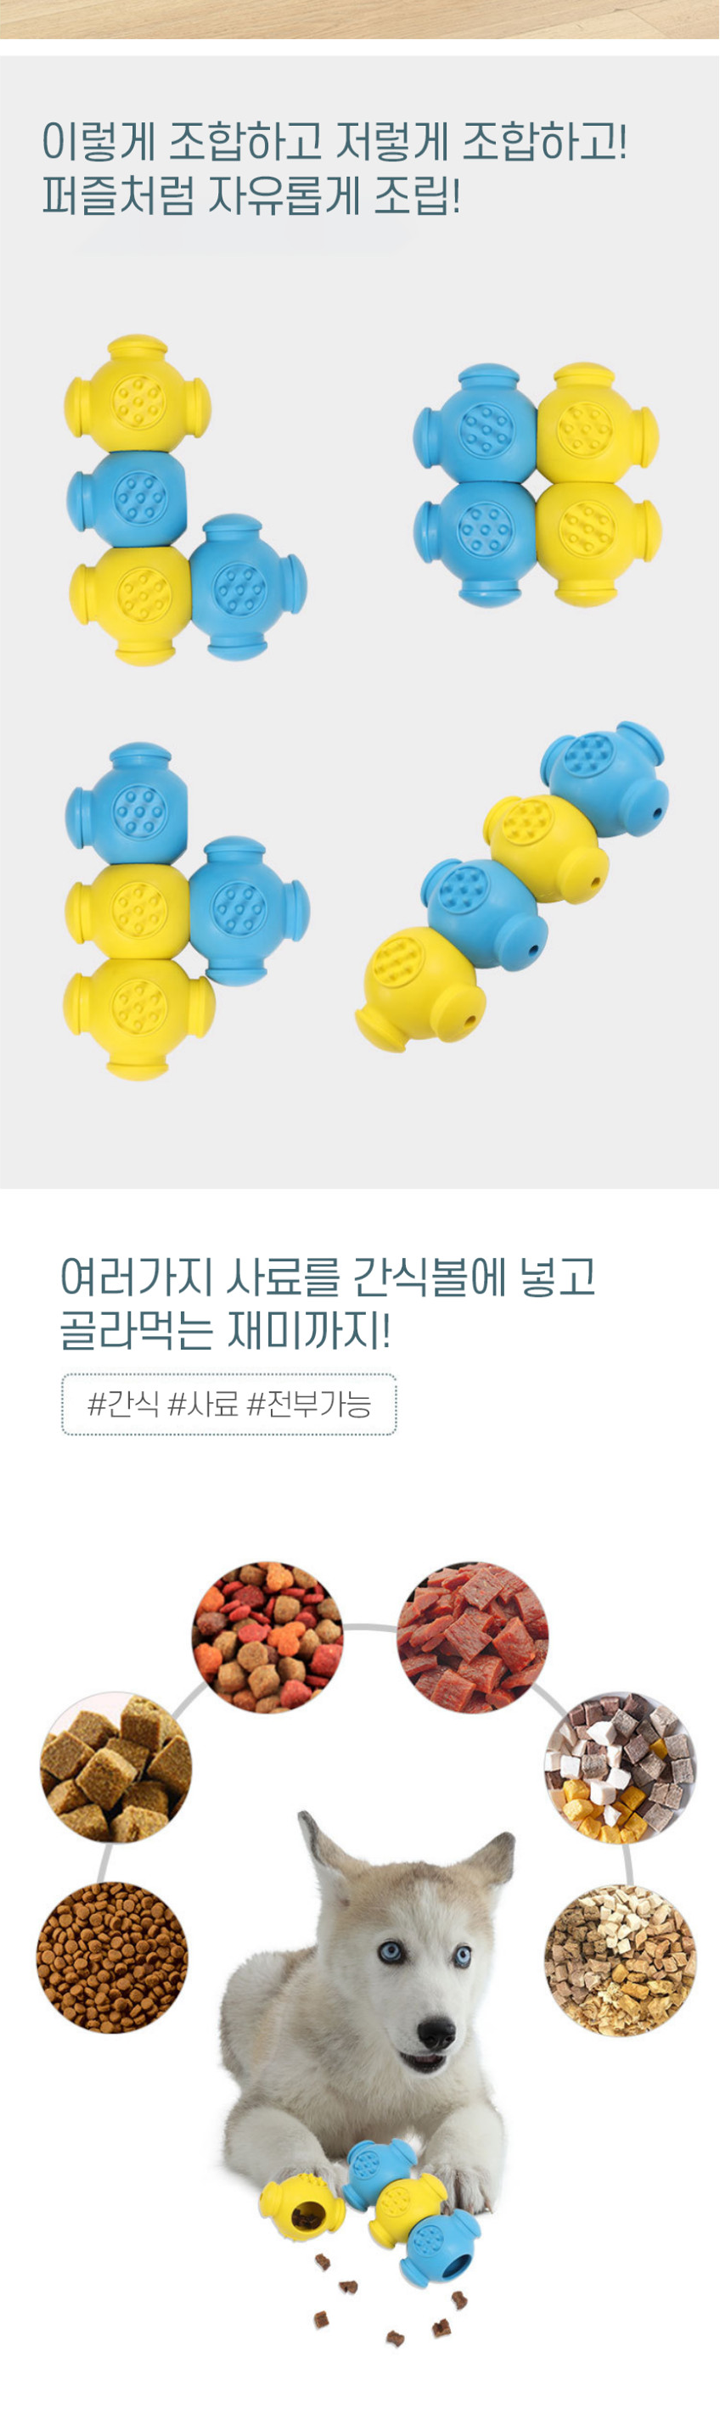 이렇게 조합하고 저렇게 조합하고!
퍼즐처럼 자유롭게 조립!
여러가지 사료를 간식볼에 넣고
골라먹는 재미까지!
#간식 #사료 #전부가능